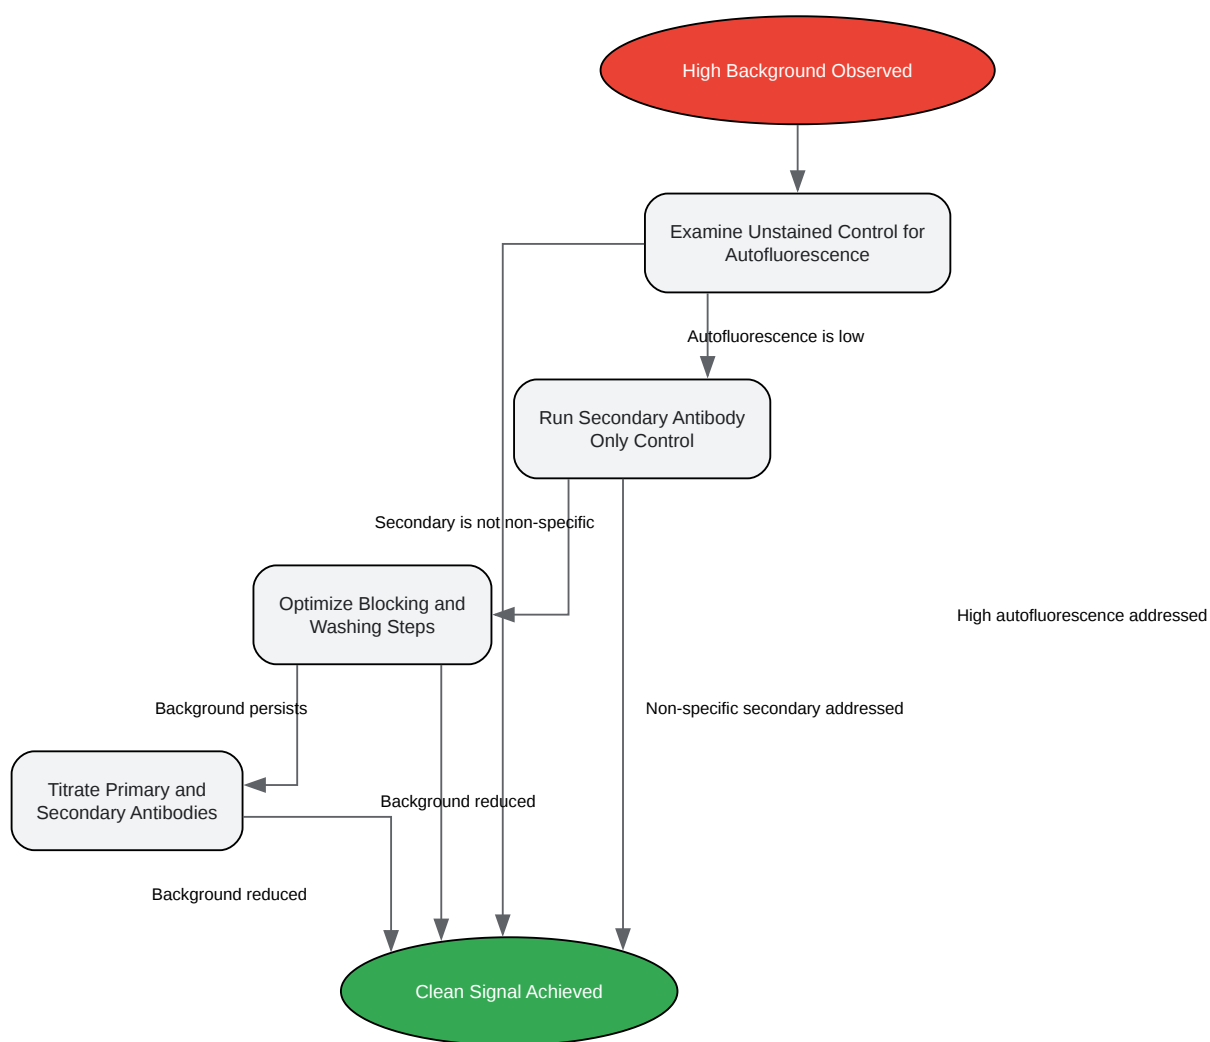 High Background Observed
Examine Unstained Control for
Autofluorescence
Autofluorescence is low
Run Secondary Antibody
Only Control
Secondary is not non-specific
Optimize Blocking and
Washing Steps
High autofluorescence addressed
Background persists
Non-specific secondary addressed
Titrate Primary and
Secondary Antibodies
Background reduced
Background reduced
Clean Signal Achieved